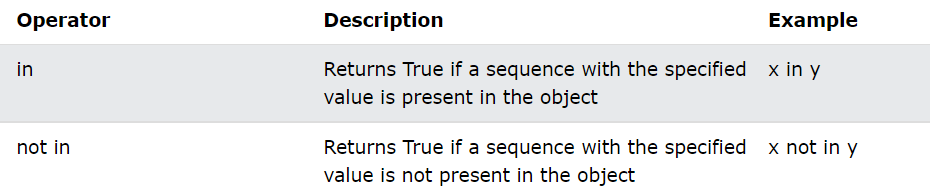 Operator Description Example
in Returns True if a sequence with the specified x in y
value is present in the object
not in Returns True if a sequence with the specified x not in y
value is not present in the object